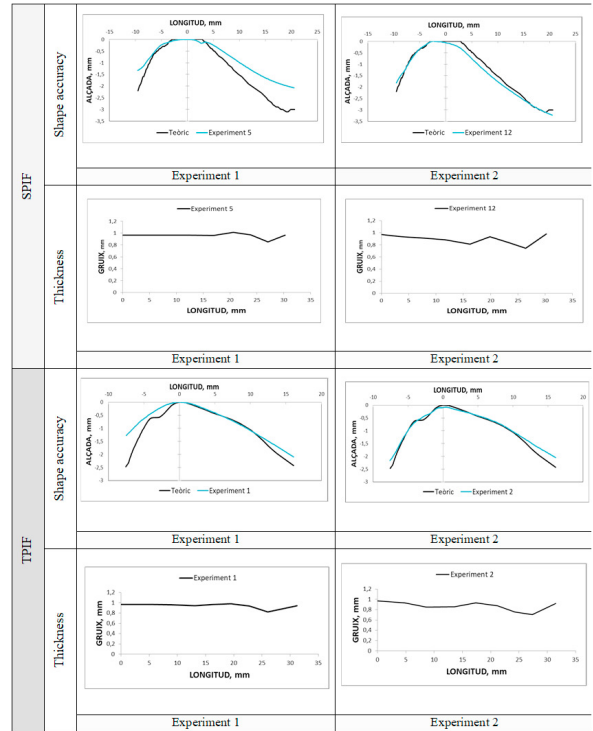 SPIF
Shape accuracy
LONGITUD, mm
-15 -10 -5 0 5 10 15 20 25
ALÇADA, mm
0
-0,5
-1
-1,5
-2
-2,5
-3
-3,5
Teòric Experiment 5
LONGITUD, mm
-15 -10 -5 0 5 10 15 20 25
ALÇADA, mm
0
-0,5
-1
-1,5
-2
-2,5
-3
-3,5
Teòric Experiment 12
Experiment 1 Experiment 2
Thickness
Experiment 5
GRUIX, mm
1,2
1
0,8
0,6
0,4
0,2
0
0 5 10 15 20 25 30 35
LONGITUD, mm
Experiment 12
GRUIX, mm
1,2
1
0,8
0,6
0,4
0,2
0
0 5 10 15 20 25 30 35
LONGITUD, mm
Experiment 1 Experiment 2
TPIF
Shape accuracy
LONGITUD, mm
-10 -5 0 5 10 15 20
ALÇADA, mm
0
-0,5
-1
-1,5
-2
-2,5
-3
Teòric Experiment 1
LONGITUD, mm
-10 -5 0 5 10 15 20
ALÇADA, mm
0
-0,5
-1
-1,5
-2
-2,5
-3
Teòric Experiment 2
Experiment 1 Experiment 2
Thickness
Experiment 1
GRUIX, mm
1,2
1
0,8
0,6
0,4
0,2
0
0 5 10 15 20 25 30 35
LONGITUD, mm
Experiment 2
GRUIX, mm
1,2
1
0,8
0,6
0,4
0,2
0
0 5 10 15 20 25 30 35
LONGITUD, mm
Experiment 1 Experiment 2